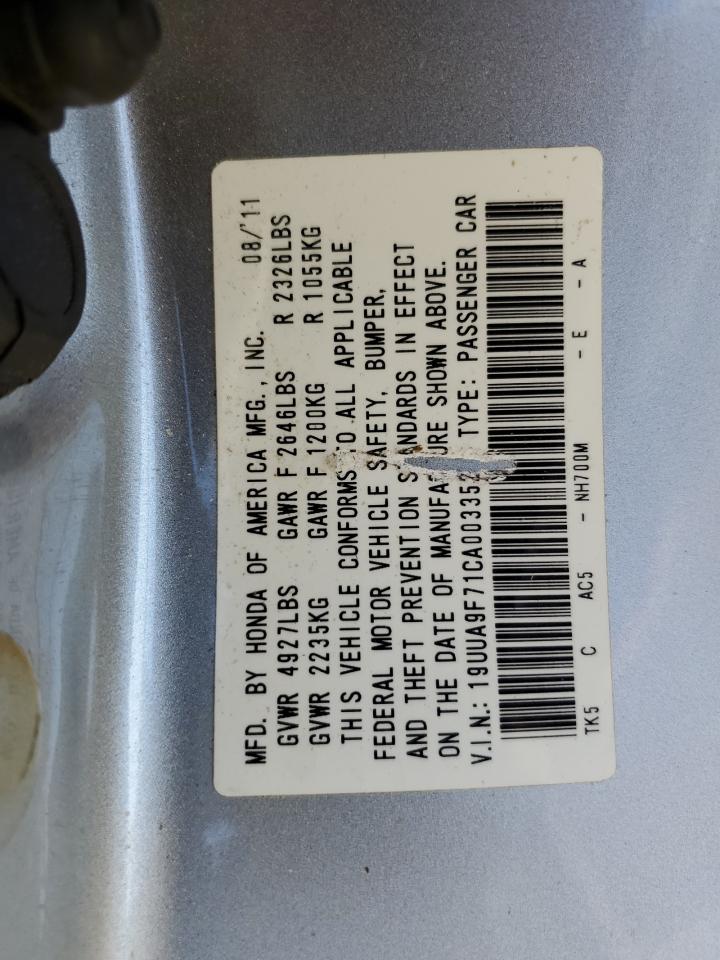 MFD. BY HONDA OF AMERICA MFG., INC. 08/'11
GVWR 4927LBS GAWR F 2646LBS R 2326LBS
GVWR 2235KG GAWR F 1200KG R 1055KG
THIS VEHICLE CONFORMS TO ALL APPLICABLE
FEDERAL MOTOR VEHICLE SAFETY, BUMPER,
AND THEFT PREVENTION STANDARDS IN EFFECT
ON THE DATE OF MANUFACTURE SHOWN ABOVE.
V.I.N.: TYPE: PASSENGER CAR
TK5 C AC5 - NH700M - E - A